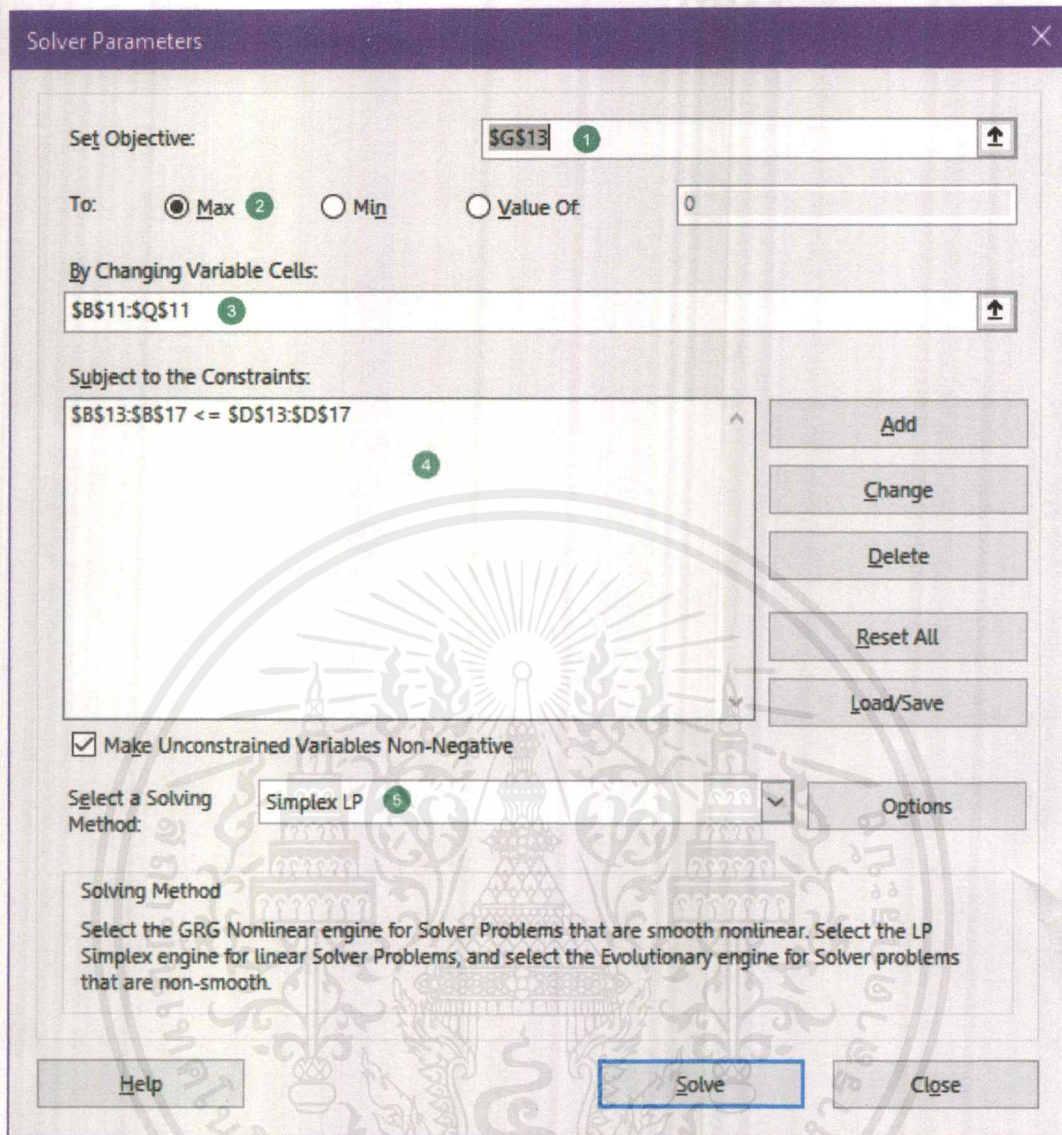 Solver Parameters
Set Objective:
$G$13 1
To:
Max 2
Min
Value Of:
0
By Changing Variable Cells:
$B$11:$Q$11 3
Subject to the Constraints:
$B$13:$B$17 <= $D$13:$D$17
4
Add
Change
Delete
Reset All
Load/Save
Make Unconstrained Variables Non-Negative
Select a Solving
Method:
Simplex LP 5
Options
Solving Method
Select the GRG Nonlinear engine for Solver Problems that are smooth nonlinear. Select the LP
Simplex engine for linear Solver Problems, and select the Evolutionary engine for Solver problems
that are non-smooth.
Help
Solve
Close